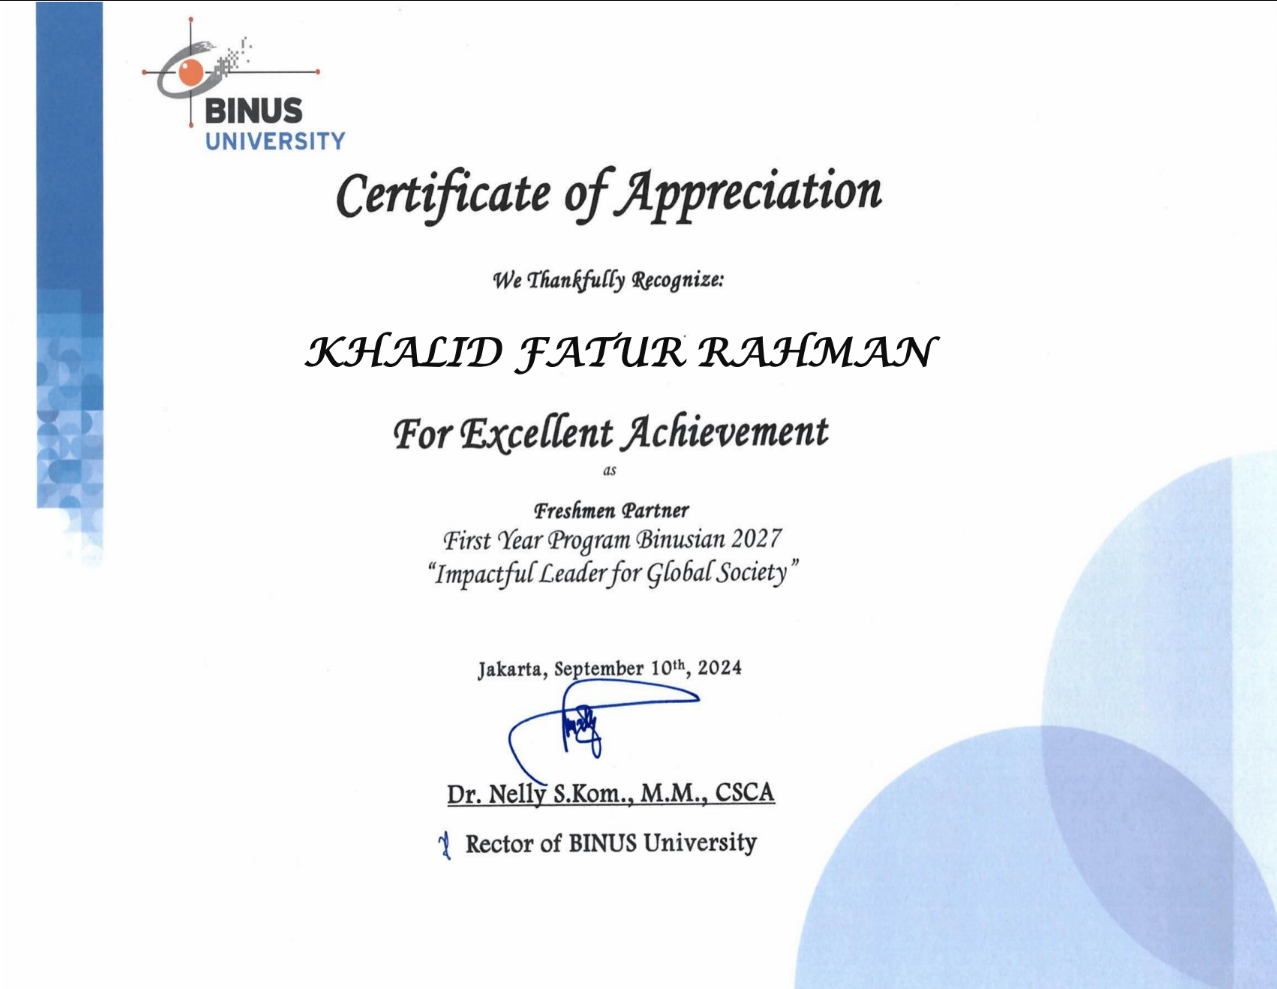 BINUS
UNIVERSITY
Certificate of Appreciation
We Thankfully Recognize:
KHALID FATUR RAHMAN
For Excellent Achievement
as
Freshmen Partner
First Year Program Binusian 2027
“Impactful Leader for Global Society”
Jakarta, September 10th, 2024
Dr. Nelly S.Kom., M.M., CSCA
Rector of BINUS University